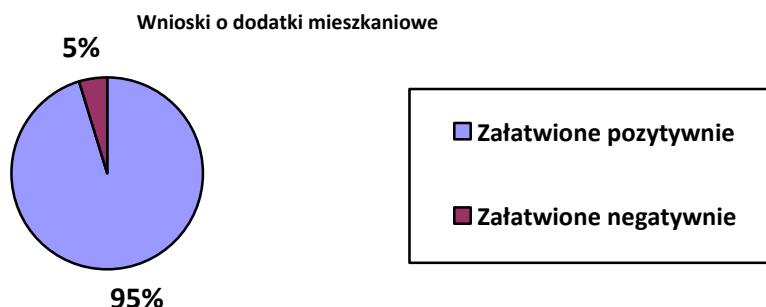 Wnioski o dodatki mieszkaniowe
5%
Załatwione pozytywnie
Załatwione negatywnie
95%